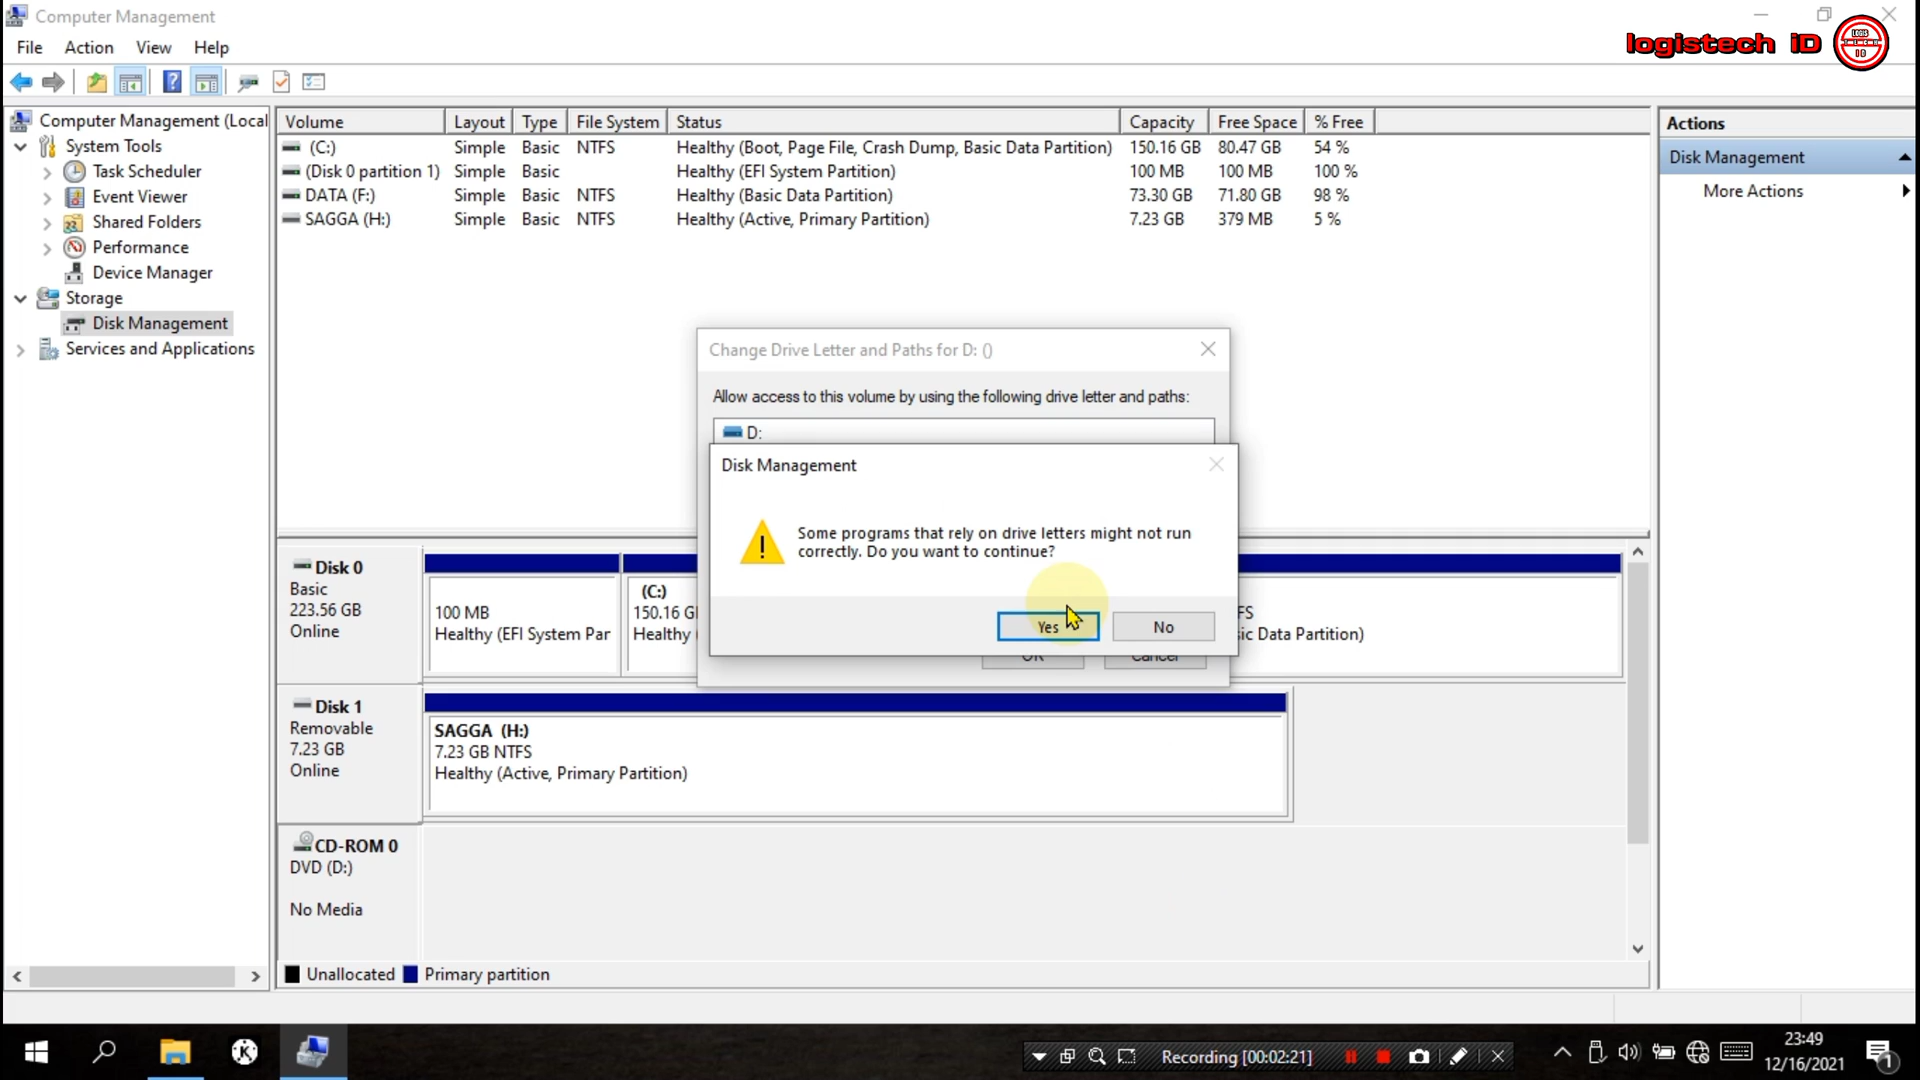 Computer Management
logistech iD
LOGIS
TECH
ID
File Action View Help
Computer Management (Local
System Tools
Task Scheduler
Event Viewer
Shared Folders
Performance
Device Manager
Storage
Disk Management
Services and Applications
Volume Layout Type File System Status Capacity Free Space % Free
(C:) Simple Basic NTFS Healthy (Boot, Page File, Crash Dump, Basic Data Partition) 150.16 GB 80.47 GB 54 %
(Disk 0 partition 1) Simple Basic Healthy (EFI System Partition) 100 MB 100 MB 100 %
DATA (F:) Simple Basic NTFS Healthy (Basic Data Partition) 73.30 GB 71.80 GB 98 %
SAGGA (H:) Simple Basic NTFS Healthy (Active, Primary Partition) 7.23 GB 379 MB 5 %
Actions
Disk Management
More Actions
Change Drive Letter and Paths for D: ()
Allow access to this volume by using the following drive letter and paths:
D:
Disk Management
Some programs that rely on drive letters might not run
correctly. Do you want to continue?
Yes No
OK Cancel
Disk 0
Basic
223.56 GB
Online
100 MB
Healthy (EFI System Par
(C:)
150.16 G
Healthy (
FS
ic Data Partition)
Disk 1
Removable
7.23 GB
Online
SAGGA (H:)
7.23 GB NTFS
Healthy (Active, Primary Partition)
CD-ROM 0
DVD (D:)
No Media
Unallocated Primary partition
K
Recording [00:02:21]
23:49
12/16/2021
1